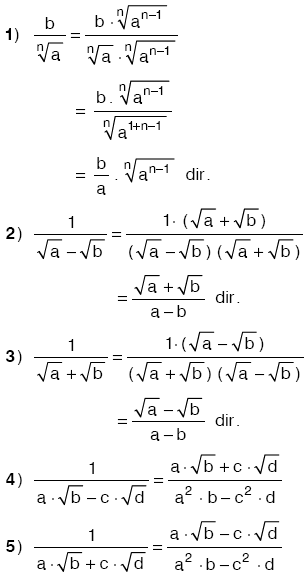 1) b/ⁿ√a = b · ⁿ√aⁿ⁻¹ / ⁿ√a · ⁿ√aⁿ⁻¹
= b . ⁿ√aⁿ⁻¹ / ⁿ√a¹⁺ⁿ⁻¹
= b/a . ⁿ√aⁿ⁻¹ dir.
2) 1/(√a – √b) = 1· (√a + √b) / (√a – √b) (√a + √b)
= (√a + √b)/(a – b) dir.
3) 1/(√a + √b) = 1·(√a – √b) / (√a + √b) (√a – √b)
= (√a – √b)/(a – b) dir.
4) 1/(a · √b – c · √d) = (a · √b + c · √d)/(a² · b – c² · d)
5) 1/(a · √b + c · √d) = (a · √b – c · √d)/(a² · b – c² · d)